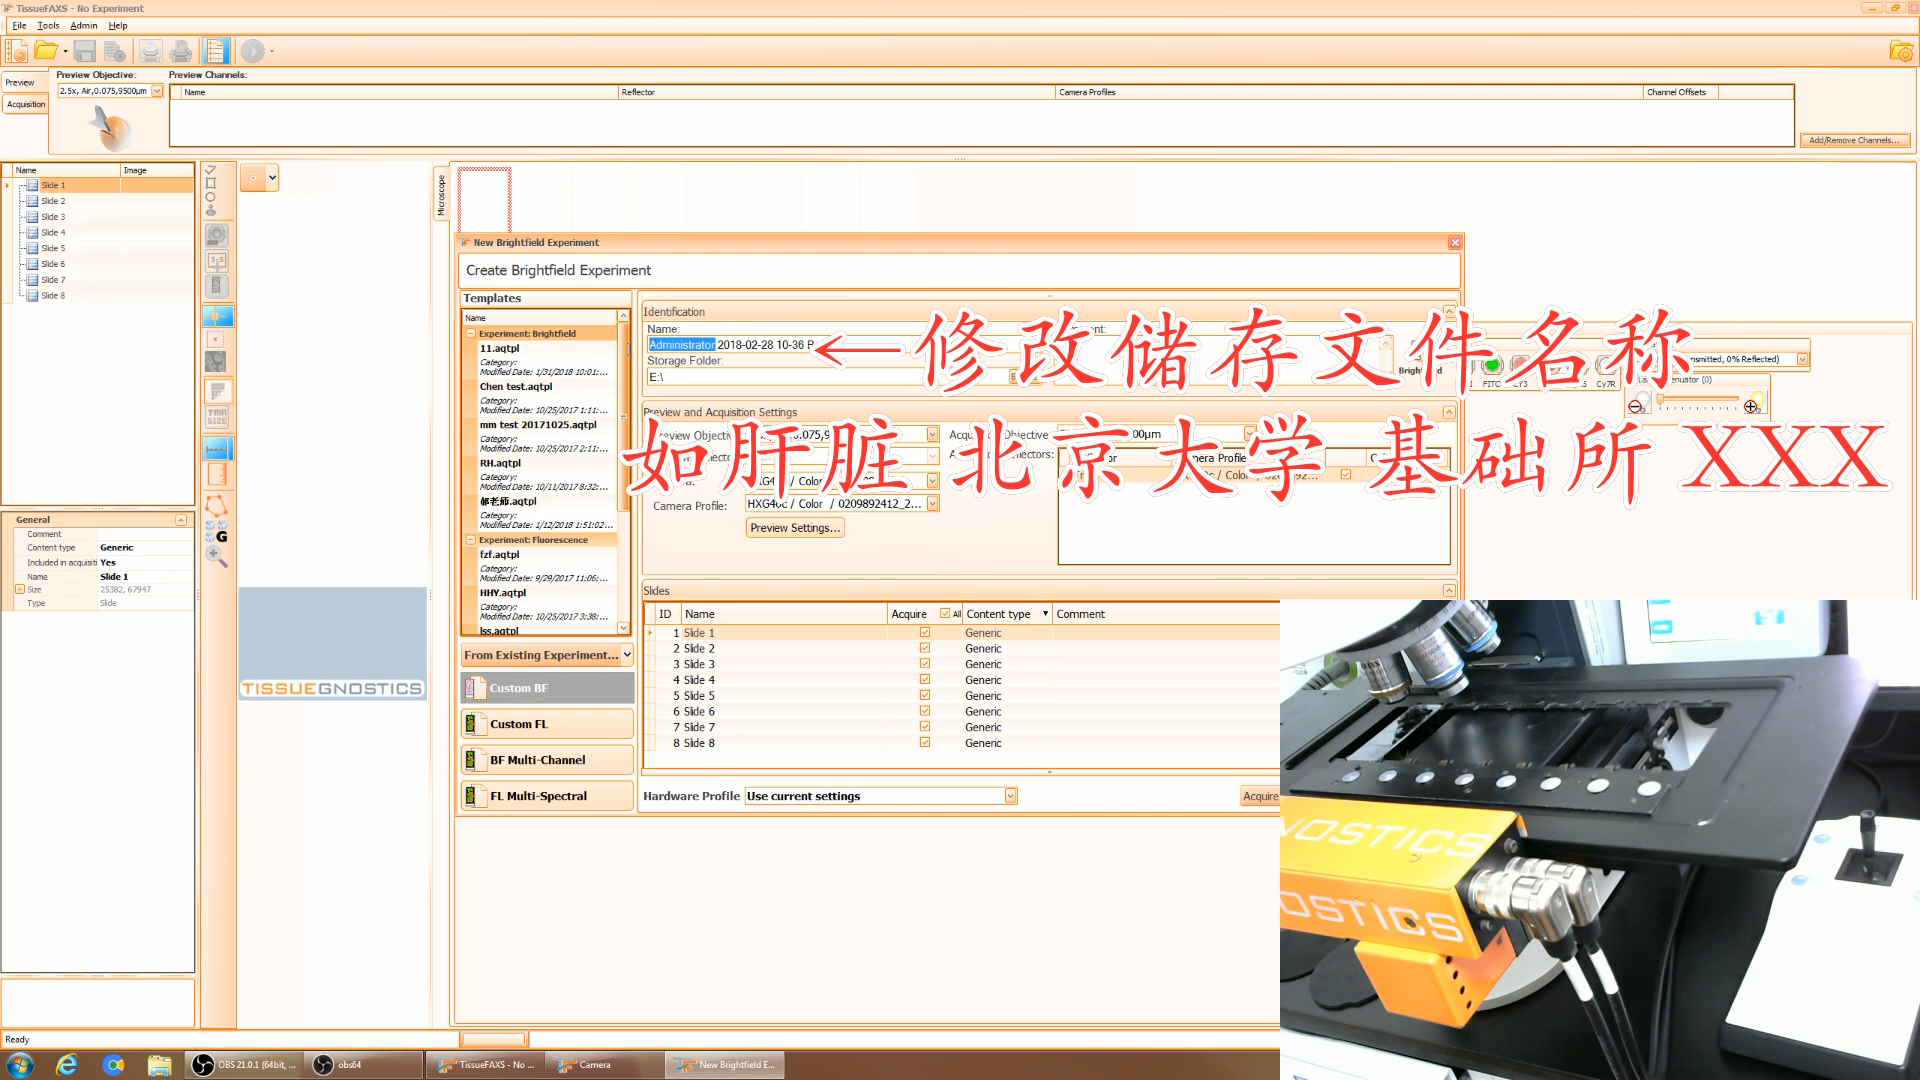 TissueFAXS - No Experiment
File Tools Admin Help
Preview
Acquisition
Preview Objective:
2.5x, Air,0.075,9500µm
Preview Channels:
Name Reflector Camera Profiles Channel Offsets
Add/Remove Channels...
Name Image
Slide 1
Slide 2
Slide 3
Slide 4
Slide 5
Slide 6
Slide 7
Slide 8
General
Comment
Content type Generic
Included in acquisiti Yes
Name Slide 1
Size 25382, 67947
Type Slide
TISSUEGNOSTICS
Microscope
New Brightfield Experiment
Create Brightfield Experiment
Templates
Name
Experiment: Brightfield
11.aqtpl
Category:
Modified Date: 1/31/2018 10:01:...
Chen test.aqtpl
Category:
Modified Date: 10/25/2017 1:11:...
mm test 20171025.aqtpl
Category:
Modified Date: 10/25/2017 2:11:...
RH.aqtpl
Category:
Modified Date: 10/11/2017 8:32:...
郇老师.aqtpl
Category:
Modified Date: 1/12/2018 1:51:02...
Experiment: Fluorescence
fzf.aqtpl
Category:
Modified Date: 9/29/2017 11:06:...
HHY.aqtpl
Category:
Modified Date: 10/25/2017 3:38:...
lss.aqtpl
From Existing Experiment...
Custom BF
Custom FL
BF Multi-Channel
FL Multi-Spectral
Identification
Name:
Administrator 2018-02-28 10-36 P
Storage Folder:
E:\
←修改储存文件名称
如肝脏 北京大学 基础所 XXX
Preview and Acquisition Settings
Camera Profile: HXG40c / Color / 0209892412_2...
Preview Settings...
Brightfield
Slides
ID Name Acquire All Content type Comment
1 Slide 1 Generic
2 Slide 2 Generic
3 Slide 3 Generic
4 Slide 4 Generic
5 Slide 5 Generic
6 Slide 6 Generic
7 Slide 7 Generic
8 Slide 8 Generic
Hardware Profile Use current settings
Acquire
NOSTICS
OSTICS
Ready
OBS 21.0.1 (64bit, ...
obs64
TissueFAXS - No ...
Camera
New Brightfield E...